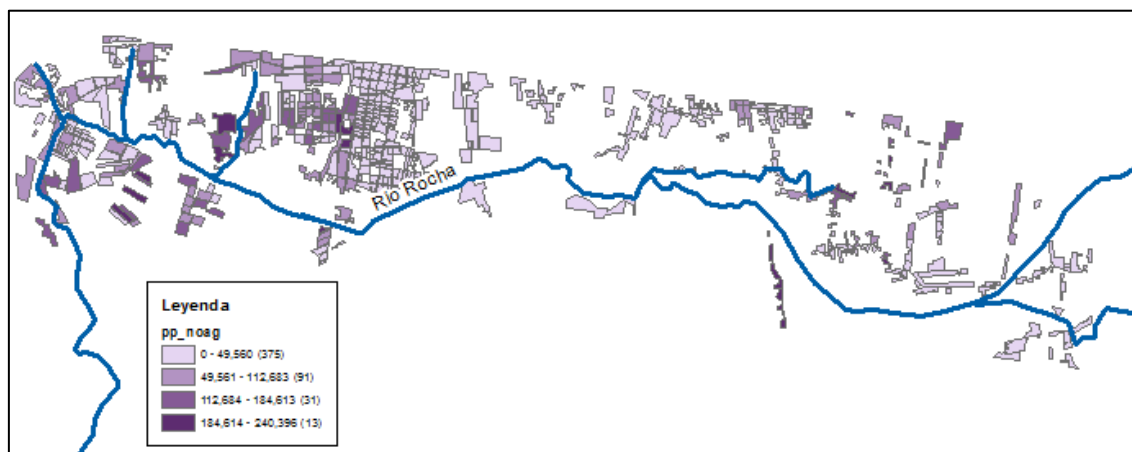 Río Rocha
Leyenda
pp_noag
0 - 49,560 (375)
49,561 - 112,683 (91)
112,684 - 184,613 (31)
184,614 - 240,396 (13)